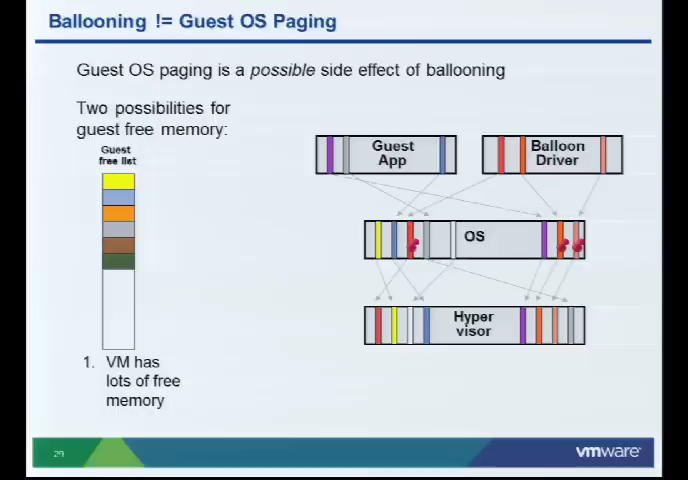 Ballooning != Guest OS Paging
Guest OS paging is a possible side effect of ballooning
Two possibilities for
guest free memory:
Guest
free list
Guest
App
Balloon
Driver
OS
Hyper
visor
1. VM has
lots of free
memory
29
vmware